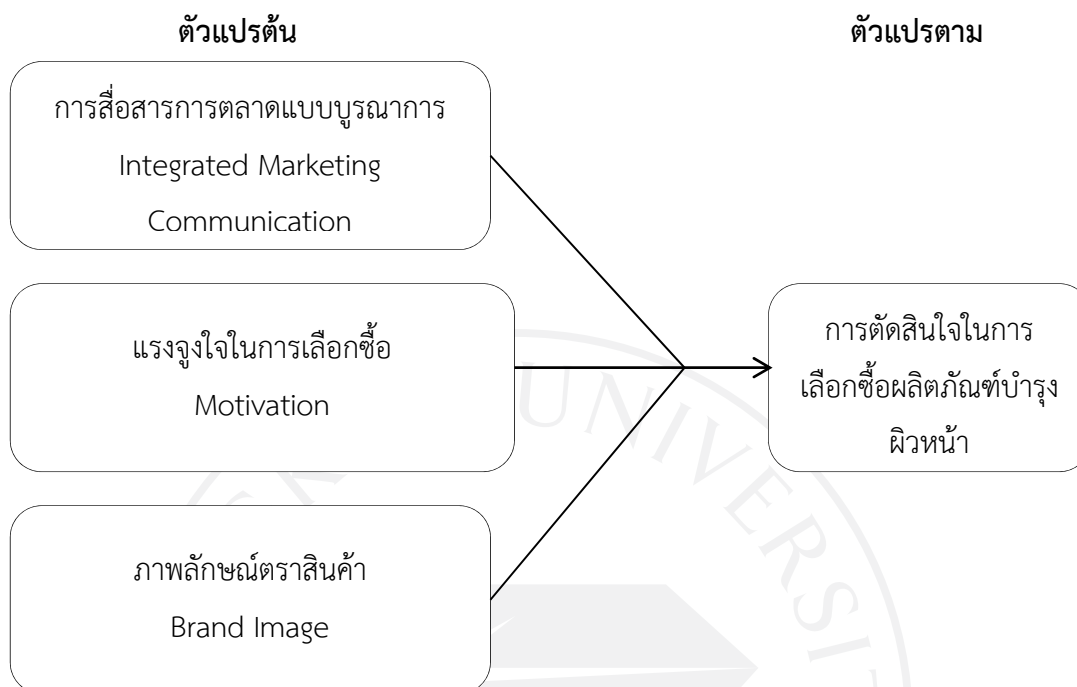 ตัวแปรต้น
ตัวแปรตาม
การสื่อสารการตลาดแบบบูรณาการ
Integrated Marketing
Communication
แรงจูงใจในการเลือกซื้อ
Motivation
ภาพลักษณ์ตราสินค้า
Brand Image
การตัดสินใจในการ
เลือกซื้อผลิตภัณฑ์บำรุง
ผิวหน้า